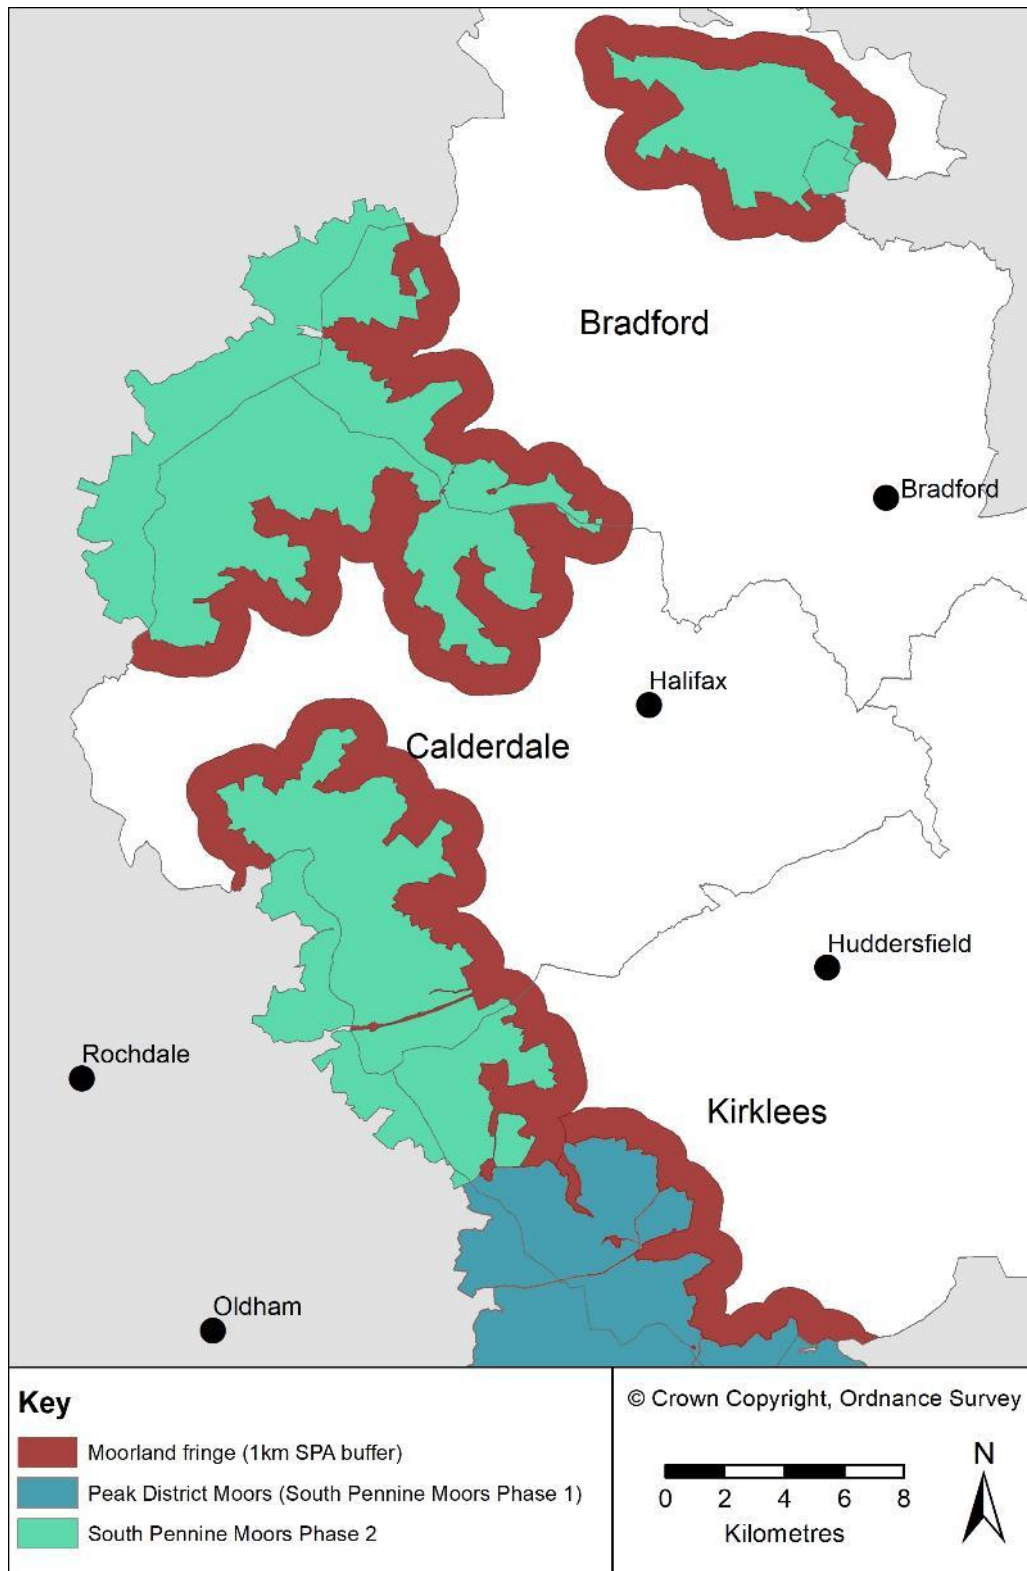 Bradford
Bradford
Halifax
Calderdale
Huddersfield
Rochdale
Kirklees
Oldham
Key
Moorland fringe (1km SPA buffer)
Peak District Moors (South Pennine Moors Phase 1)
South Pennine Moors Phase 2
© Crown Copyright, Ordnance Survey
N
0 2 4 6 8
Kilometres